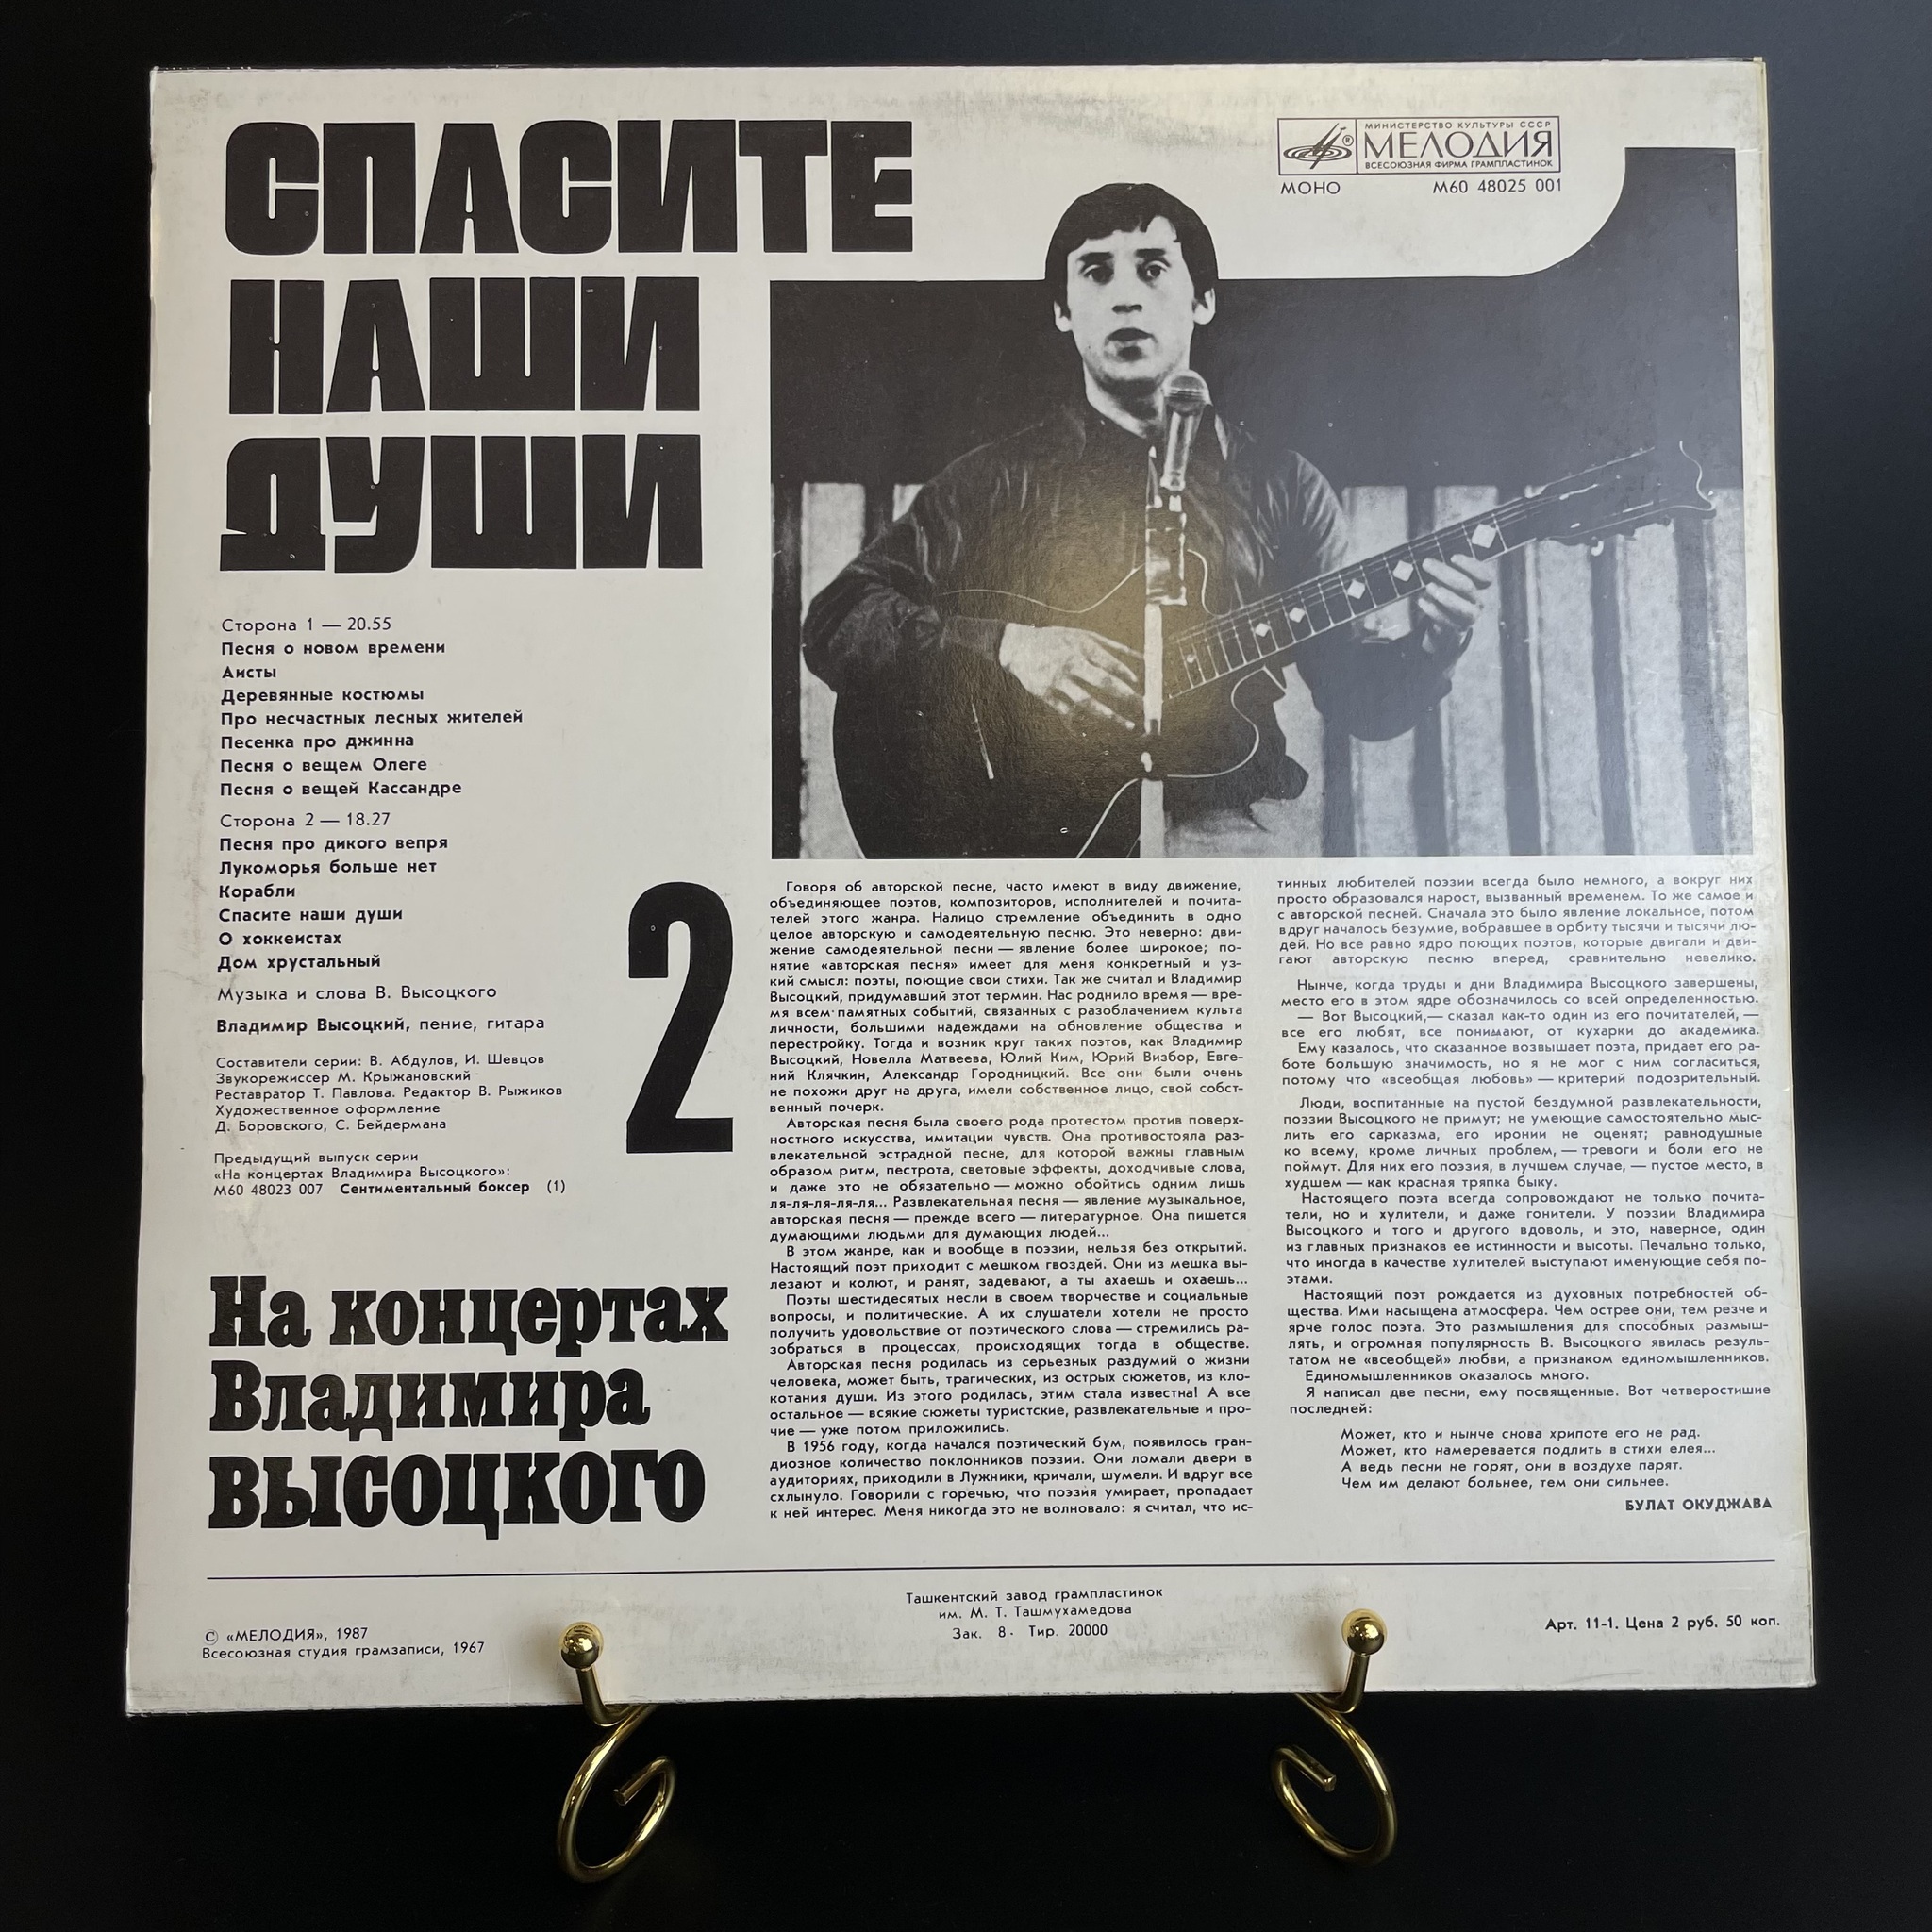 СПАСИТЕ
НАШИ
ДУШИ
МИНИСТЕРСТВО КУЛЬТУРЫ СССР
МЕЛОДИЯ
ВСЕСОЮЗНАЯ ФИРМА ГРАМПЛАСТИНОК
МОНО М60 48025 001
Сторона 1 — 20.55
Песня о новом времени
Аисты
Деревянные костюмы
Про несчастных лесных жителей
Песенка про джинна
Песня о вещем Олеге
Песня о вещей Кассандре
Сторона 2 — 18.27
Песня про дикого вепря
Лукоморья больше нет
Корабли
Спасите наши души
О хоккеистах
Дом хрустальный
Музыка и слова В. Высоцкого
Владимир Высоцкий, пение, гитара
Составители серии: В. Абдулов, И. Шевцов
Звукорежиссер М. Крыжановский
Реставратор Т. Павлова. Редактор В. Рыжиков
Художественное оформление
Д. Боровского, С. Бейдермана
Предыдущий выпуск серии
«На концертах Владимира Высоцкого»:
М60 48023 007 Сентиментальный боксер (1)
2
На концертах
Владимира
высоцкого
Говоря об авторской песне, часто имеют в виду движение,
объединяющее поэтов, композиторов, исполнителей и почита-
телей этого жанра. Налицо стремление объединить в одно
целое авторскую и самодеятельную песню. Это неверно: дви-
жение самодеятельной песни — явление более широкое; по-
нятие «авторская песня» имеет для меня конкретный и уз-
кий смысл: поэты, поющие свои стихи. Так же считал и Владимир
Высоцкий, придумавший этот термин. Нас роднило время — вре-
мя всем памятных событий, связанных с разоблачением культа
личности, большими надеждами на обновление общества и
перестройку. Тогда и возник круг таких поэтов, как Владимир
Высоцкий, Новелла Матвеева, Юлий Ким, Юрий Визбор, Евге-
ний Клячкин, Александр Городницкий. Все они были очень
не похожи друг на друга, имели собственное лицо, свой собст-
венный почерк.
Авторская песня была своего рода протестом против поверх-
ностного искусства, имитации чувств. Она противостояла раз-
влекательной эстрадной песне, для которой важны главным
образом ритм, пестрота, световые эффекты, доходчивые слова,
и даже это не обязательно — можно обойтись одним лишь
ля-ля-ля-ля-ля... Развлекательная песня — явление музыкальное,
авторская песня — прежде всего — литературное. Она пишется
думающими людьми для думающих людей...
В этом жанре, как и вообще в поэзии, нельзя без открытий.
Настоящий поэт приходит с мешком гвоздей. Они из мешка вы-
лезают и колют, и ранят, задевают, а ты ахаешь и охаешь...
Поэты шестидесятых несли в своем творчестве и социальные
вопросы, и политические. А их слушатели хотели не просто
получить удовольствие от поэтического слова — стремились ра-
зобраться в процессах, происходящих тогда в обществе.
Авторская песня родилась из серьезных раздумий о жизни
человека, может быть, трагических, из острых сюжетов, из кло-
котания души. Из этого родилась, этим стала известна! А все
остальное — всякие сюжеты туристские, развлекательные и про-
чие — уже потом приложились.
В 1956 году, когда начался поэтический бум, появилось гран-
диозное количество поклонников поэзии. Они ломали двери в
аудиториях, приходили в Лужники, кричали, шумели. И вдруг все
схлынуло. Говорили с горечью, что поэзия умирает, пропадает
к ней интерес. Меня никогда это не волновало: я считал, что ис-
тинных любителей поэзии всегда было немного, а вокруг них
просто образовался нарост, вызванный временем. То же самое и
с авторской песней. Сначала это было явление локальное, потом
вдруг началось безумие, вобравшее в орбиту тысячи и тысячи лю-
дей. Но все равно ядро поющих поэтов, которые двигали и дви-
гают авторскую песню вперед, сравнительно невелико.
Нынче, когда труды и дни Владимира Высоцкого завершены,
место его в этом ядре обозначилось со всей определенностью.
— Вот Высоцкий,— сказал как-то один из его почитателей, —
все его любят, все понимают, от кухарки до академика.
Ему казалось, что сказанное возвышает поэта, придает его ра-
боте большую значимость, но я не мог с ним согласиться,
потому что «всеобщая любовь» — критерий подозрительный.
Люди, воспитанные на пустой бездумной развлекательности,
поэзии Высоцкого не примут; не умеющие самостоятельно мыс-
лить его сарказма, его иронии не оценят; равнодушные
ко всему, кроме личных проблем, — тревоги и боли его не
поймут. Для них его поэзия, в лучшем случае, — пустое место, в
худшем — как красная тряпка быку.
Настоящего поэта всегда сопровождают не только почита-
тели, но и хулители, и даже гонители. У поэзии Владимира
Высоцкого и того и другого вдоволь, и это, наверное, один
из главных признаков ее истинности и высоты. Печально только,
что иногда в качестве хулителей выступают именующие себя по-
этами.
Настоящий поэт рождается из духовных потребностей об-
щества. Ими насыщена атмосфера. Чем острее они, тем резче и
ярче голос поэта. Это размышления для способных размыш-
лять, и огромная популярность В. Высоцкого явилась резуль-
татом не «всеобщей» любви, а признаком единомышленников.
Единомышленников оказалось много.
Я написал две песни, ему посвященные. Вот четверостишие
последней:
Может, кто и нынче снова хрипоте его не рад.
Может, кто намеревается подлить в стихи елея...
А ведь песни не горят, они в воздухе парят.
Чем им делают больнее, тем они сильнее.
БУЛАТ ОКУДЖАВА
© «МЕЛОДИЯ», 1987
Всесоюзная студия грамзаписи, 1967
Ташкентский завод грампластинок
им. М. Т. Ташмухамедова
Зак. 8. Тир. 20000
Арт. 11-1. Цена 2 руб. 50 коп.